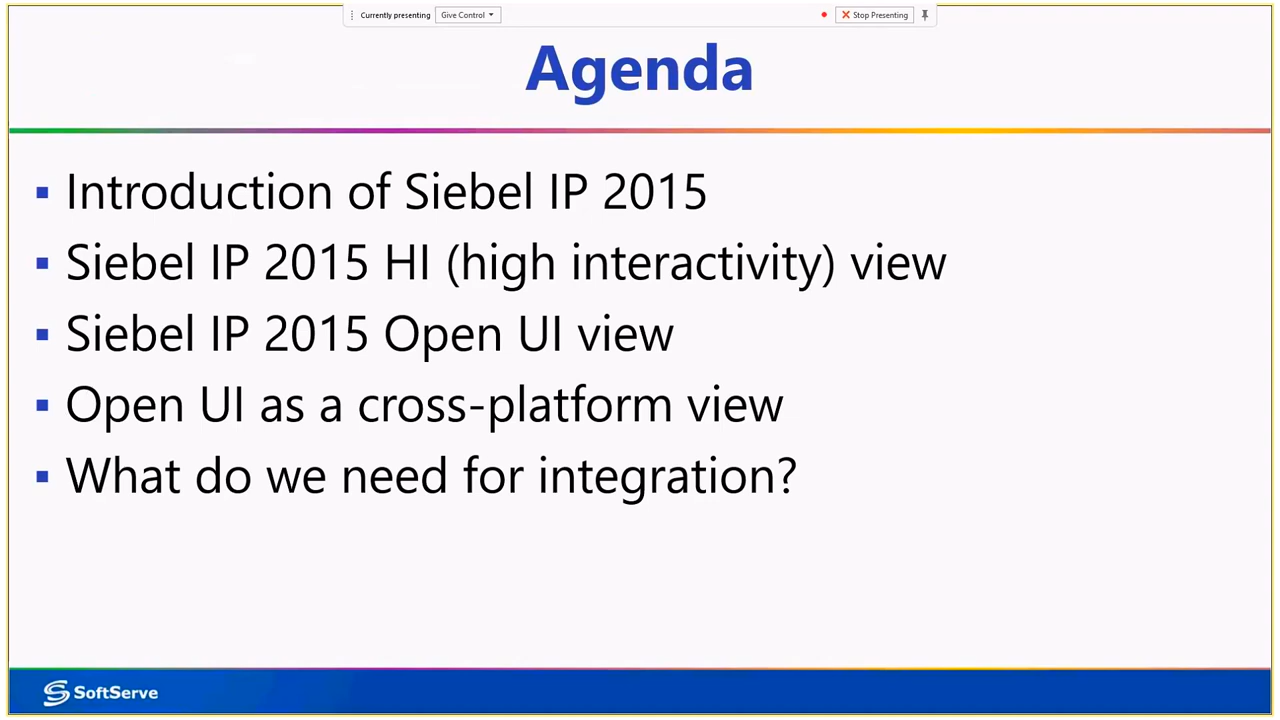 Currently presenting Give Control Stop Presenting
Agenda
▪ Introduction of Siebel IP 2015
▪ Siebel IP 2015 HI (high interactivity) view
▪ Siebel IP 2015 Open UI view
▪ Open UI as a cross-platform view
▪ What do we need for integration?
SoftServe